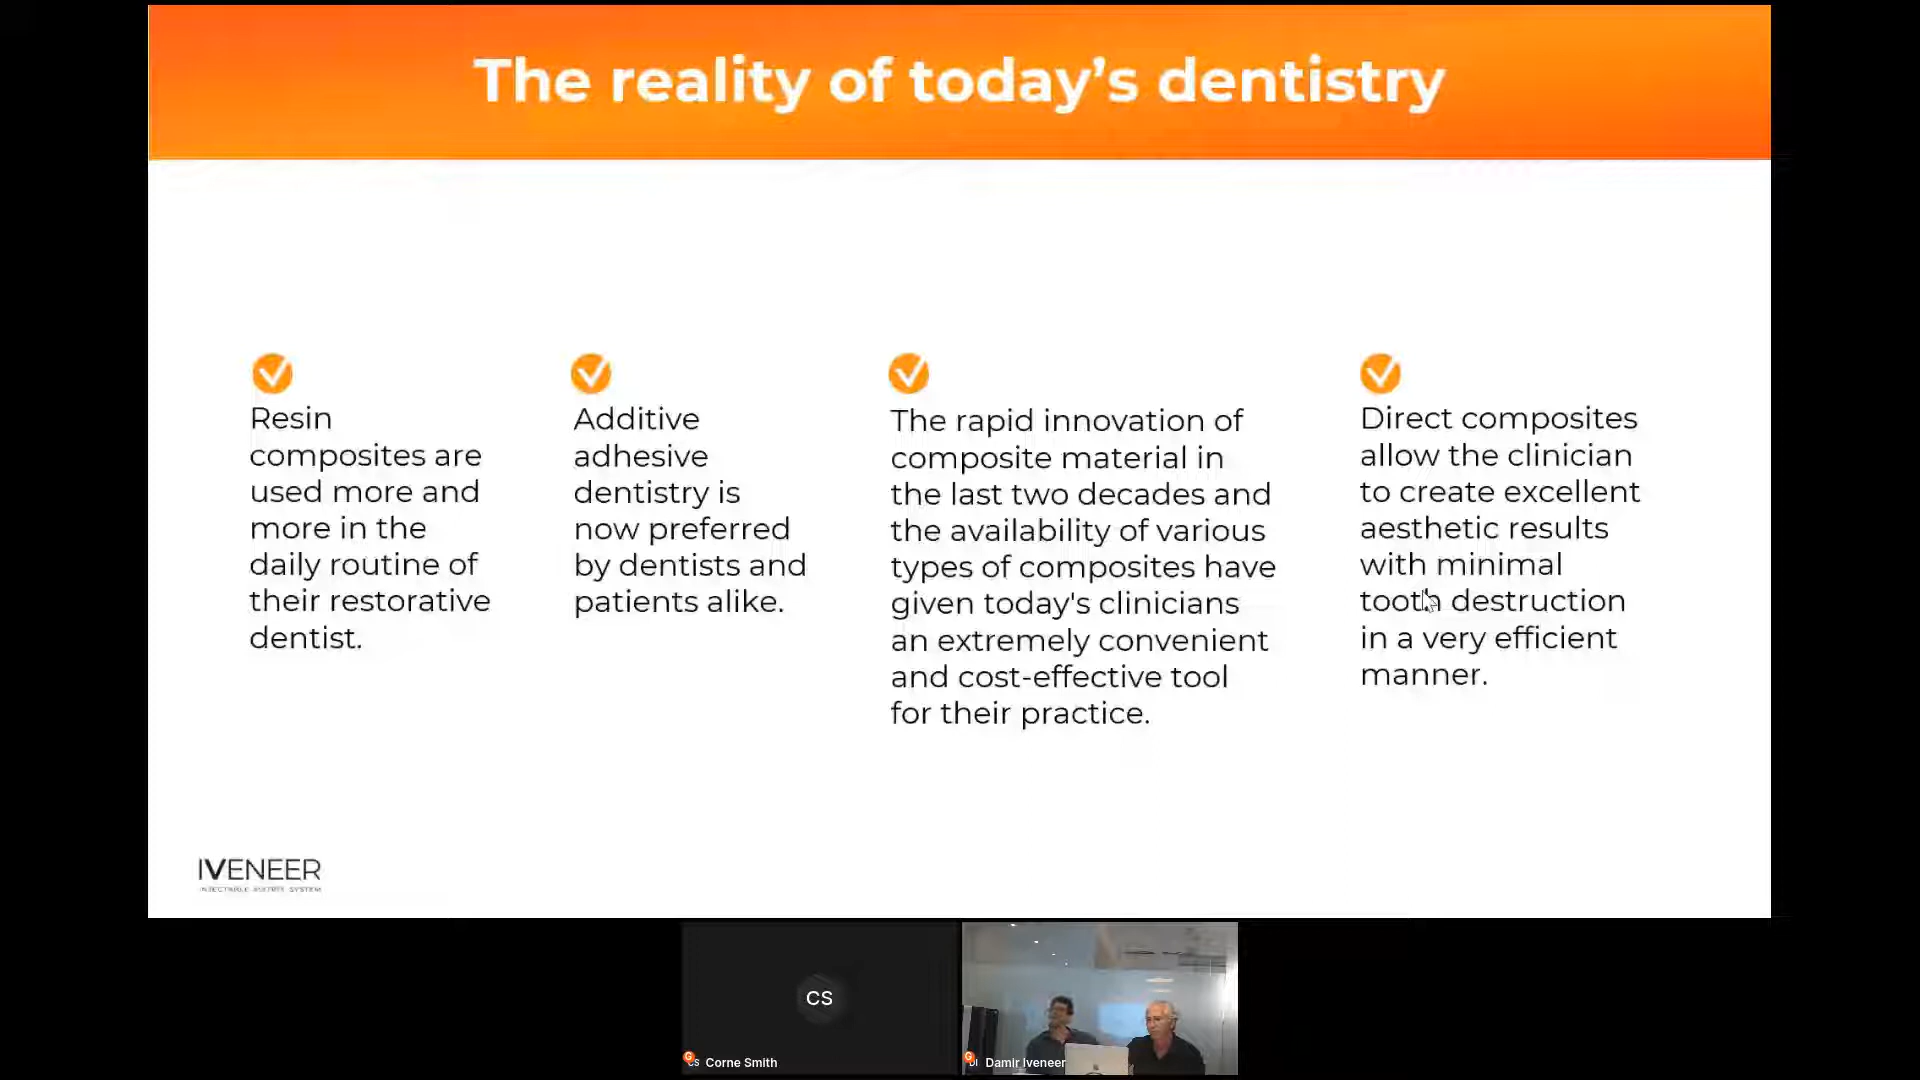 The reality of today’s dentistry
Resin
composites are
used more and
more in the
daily routine of
their restorative
dentist.
Additive
adhesive
dentistry is
now preferred
by dentists and
patients alike.
The rapid innovation of
composite material in
the last two decades and
the availability of various
types of composites have
given today's clinicians
an extremely convenient
and cost-effective tool
for their practice.
Direct composites
allow the clinician
to create excellent
aesthetic results
with minimal
tooth destruction
in a very efficient
manner.
IVENEER
CS
G
CS Corne Smith
G
DI Damir Iveneer